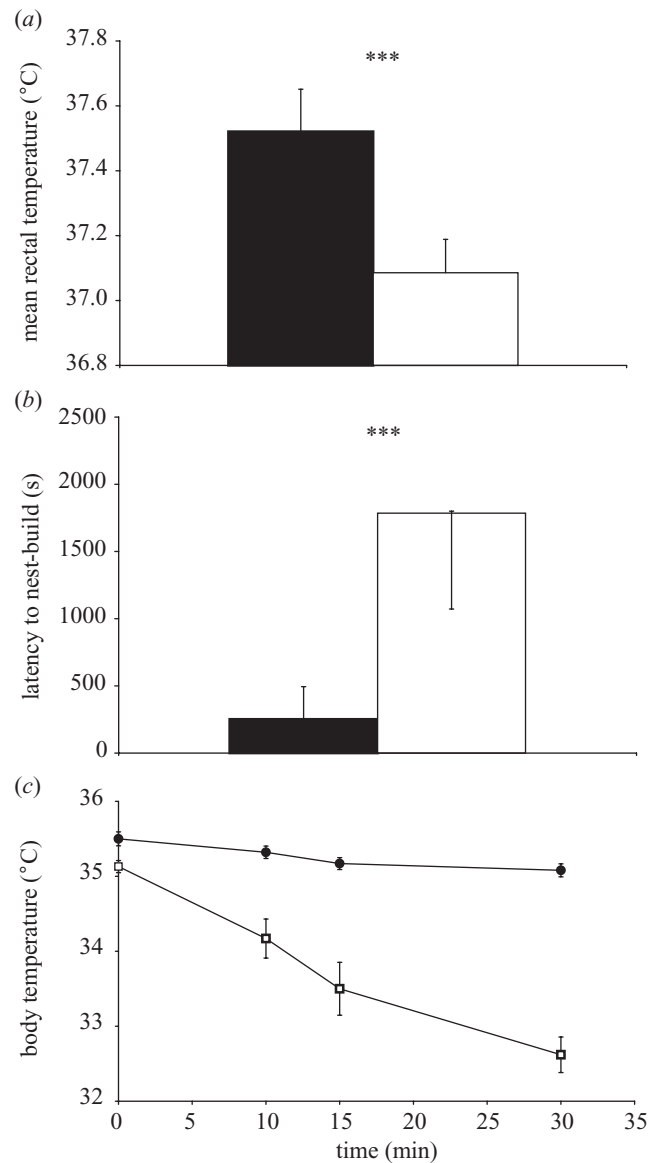 (a)
37.8
37.6
37.4
37.2
37.0
36.8
mean rectal temperature (°C)
***
(b)
2500
2000
1500
1000
500
0
latency to nest-build (s)
***
(c)
36
35
34
33
32
body temperature (°C)
0 5 10 15 20 25 30 35
time (min)